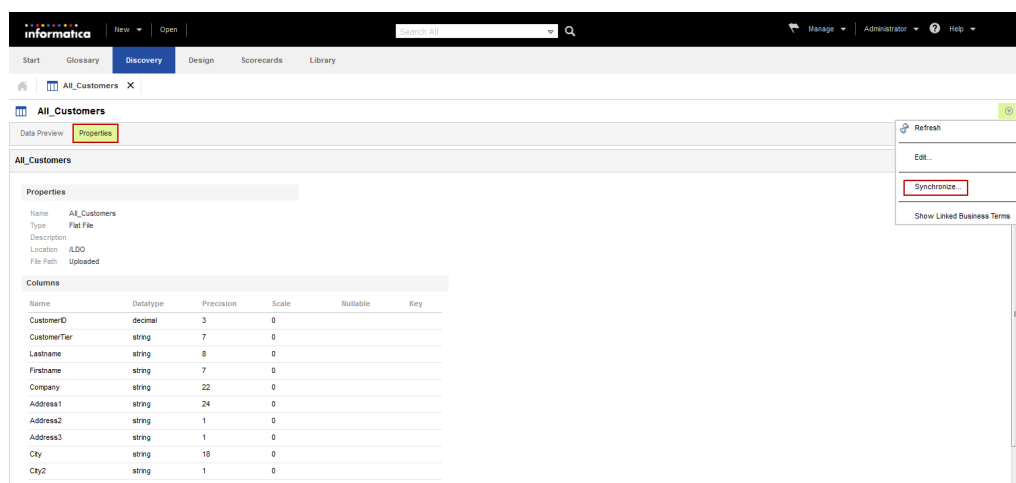 informatica New Open Search All Manage Administrator ? Help
Start Glossary Discovery Design Scorecards Library
All_Customers X
All_Customers
Data Preview Properties
Refresh
Edit...
Synchronize...
Show Linked Business Terms
All_Customers
Properties
Name All_Customers
Type Flat File
Description
Location /LDO
File Path Uploaded
Columns
Name Datatype Precision Scale Nullable Key
CustomerID decimal 3 0
CustomerTier string 7 0
Lastname string 8 0
Firstname string 7 0
Company string 22 0
Address1 string 24 0
Address2 string 1 0
Address3 string 1 0
City string 18 0
City2 string 1 0